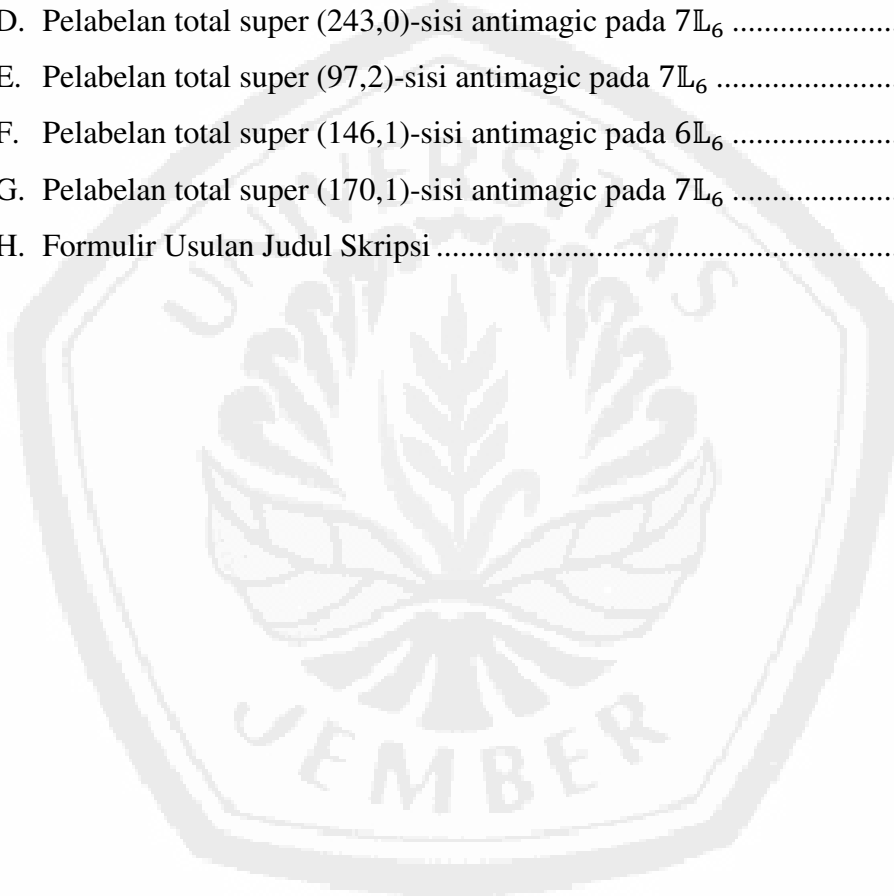 D. Pelabelan total super (243,0)-sisi antimagic pada 7𝕃₆ ........................
E. Pelabelan total super (97,2)-sisi antimagic pada 7𝕃₆ ..........................
F. Pelabelan total super (146,1)-sisi antimagic pada 6𝕃₆ ........................
G. Pelabelan total super (170,1)-sisi antimagic pada 7𝕃₆ ........................
H. Formulir Usulan Judul Skripsi ..........................................................
UNIVERSITAS
JEMBER